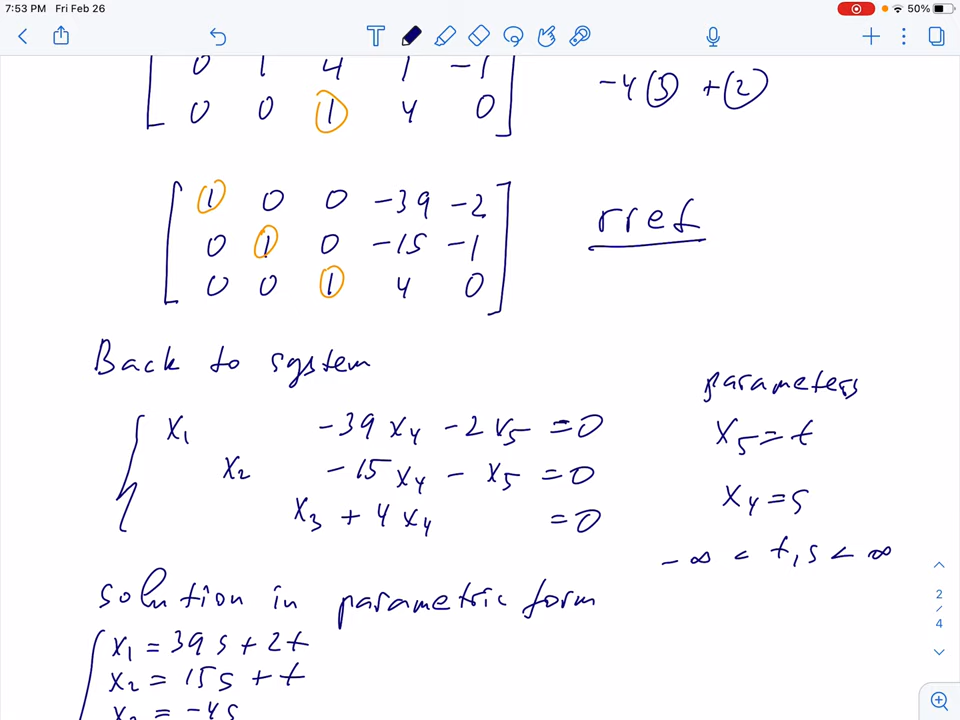 7:53 PM Fri Feb 26
50%
0 1 4 1 -1
0 0 1 4 0
-4(3) + (2)
1 0 0 -39 -2
0 1 0 -15 -1
0 0 1 4 0
rref
Back to system
parameters
x1 -39x4 -2x5 = 0
x2 -15x4 - x5 = 0
x3 + 4x4 = 0
x5 = t
x4 = s
-∞ < t, s < ∞
solution in parametric form
x1 = 39s + 2t
x2 = 15s + t
x3 = -4s
2
/
4